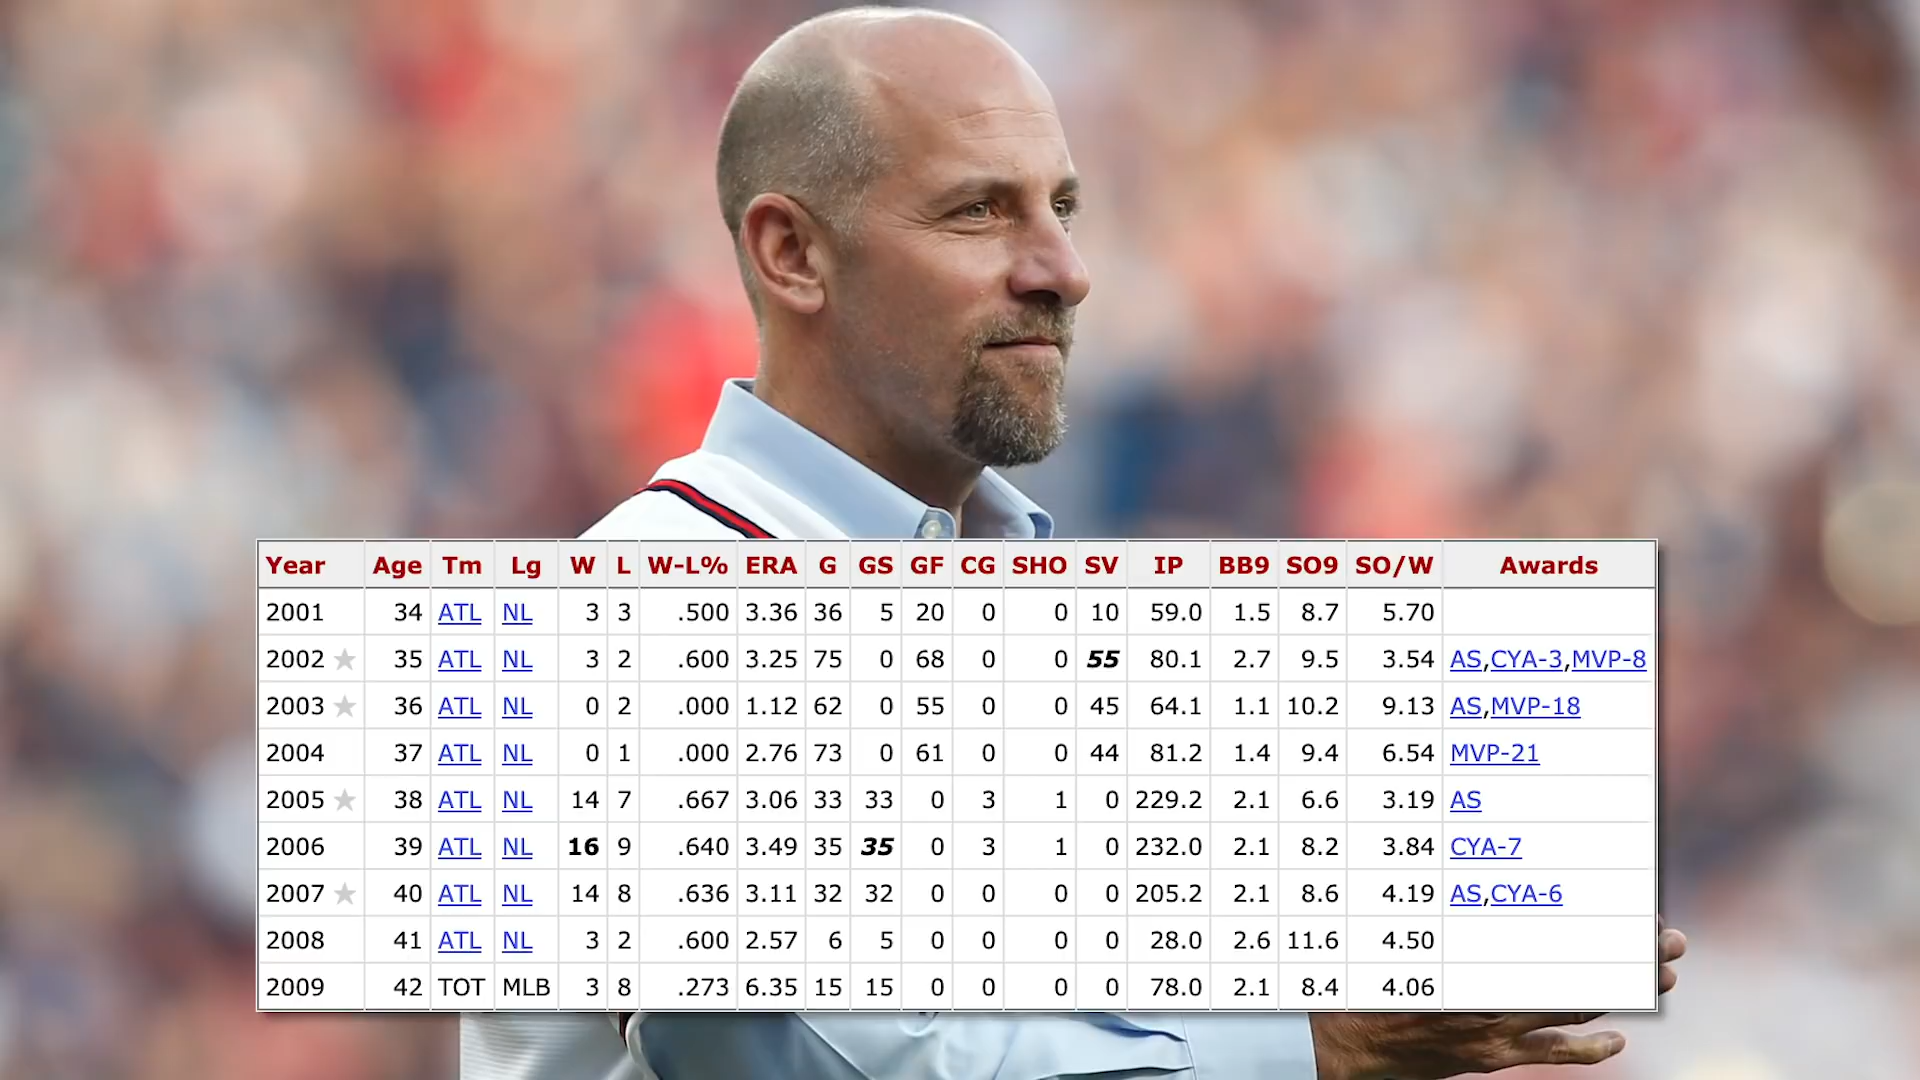 Year Age Tm Lg W L W-L% ERA G GS GF CG SHO SV IP BB9 SO9 SO/W Awards
2001 34 ATL NL 3 3 .500 3.36 36 5 20 0 0 10 59.0 1.5 8.7 5.70
2002 ★ 35 ATL NL 3 2 .600 3.25 75 0 68 0 0 55 80.1 2.7 9.5 3.54 AS,CYA-3,MVP-8
2003 ★ 36 ATL NL 0 2 .000 1.12 62 0 55 0 0 45 64.1 1.1 10.2 9.13 AS,MVP-18
2004 37 ATL NL 0 1 .000 2.76 73 0 61 0 0 44 81.2 1.4 9.4 6.54 MVP-21
2005 ★ 38 ATL NL 14 7 .667 3.06 33 33 0 3 1 0 229.2 2.1 6.6 3.19 AS
2006 39 ATL NL 16 9 .640 3.49 35 35 0 3 1 0 232.0 2.1 8.2 3.84 CYA-7
2007 ★ 40 ATL NL 14 8 .636 3.11 32 32 0 0 0 0 205.2 2.1 8.6 4.19 AS,CYA-6
2008 41 ATL NL 3 2 .600 2.57 6 5 0 0 0 0 28.0 2.6 11.6 4.50
2009 42 TOT MLB 3 8 .273 6.35 15 15 0 0 0 0 78.0 2.1 8.4 4.06